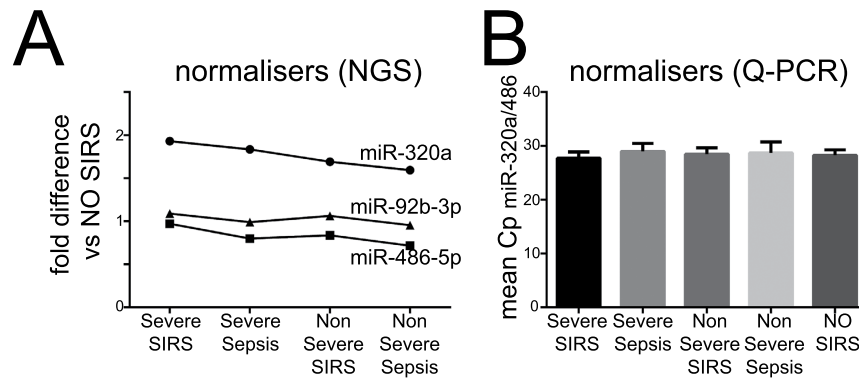 A
normalisers (NGS)
fold difference
vs NO SIRS
2
1
0
miR-320a
miR-92b-3p
miR-486-5p
Severe
SIRS
Severe
Sepsis
Non
Severe
SIRS
Non
Severe
Sepsis
B
normalisers (Q-PCR)
mean Cp miR-320a/486
40
30
20
10
0
Severe
SIRS
Severe
Sepsis
Non
Severe
SIRS
Non
Severe
Sepsis
NO
SIRS